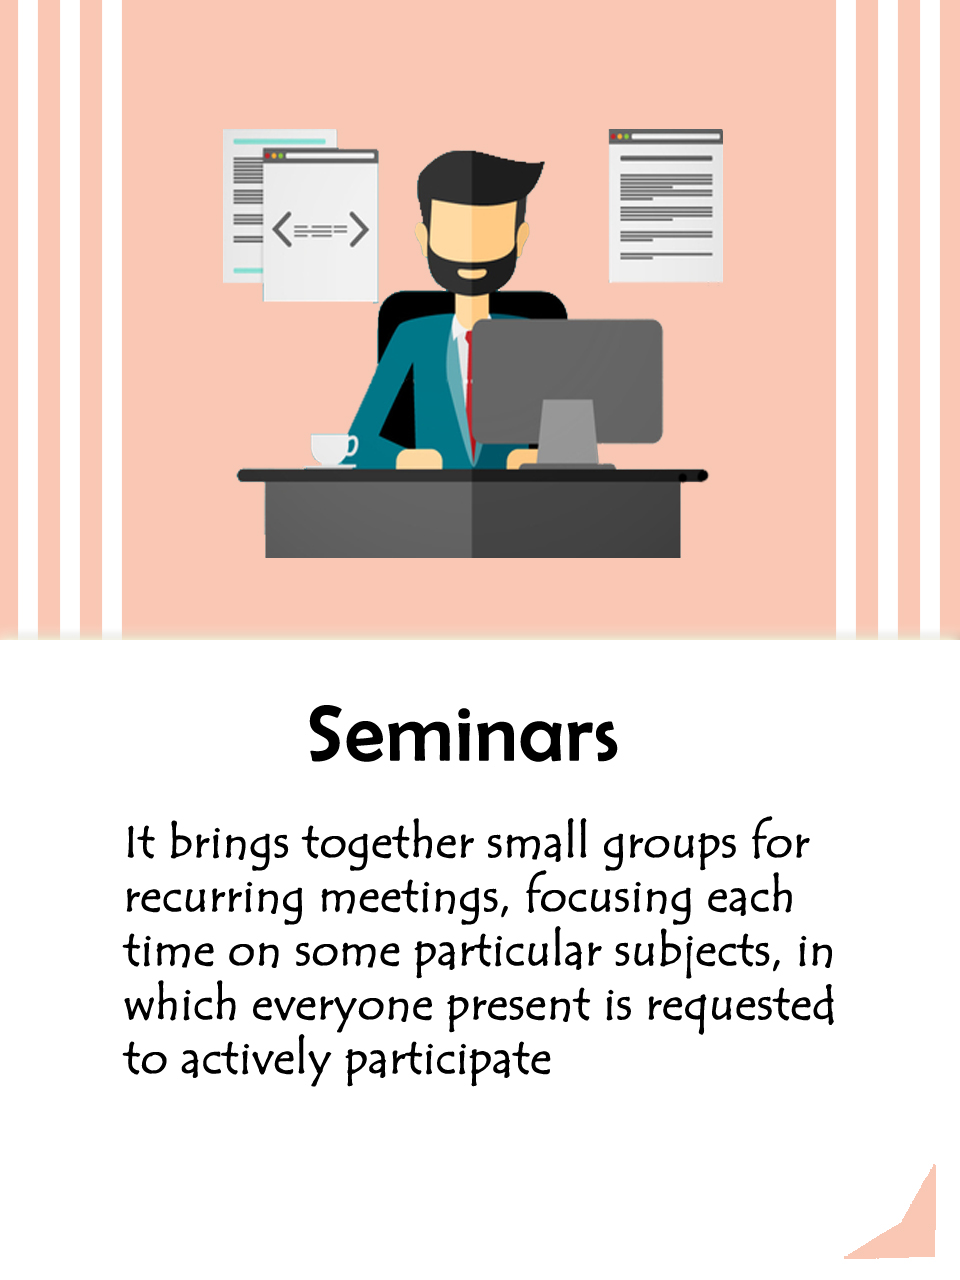 Seminars
It brings together small groups for
recurring meetings, focusing each
time on some particular subjects, in
which everyone present is requested
to actively participate